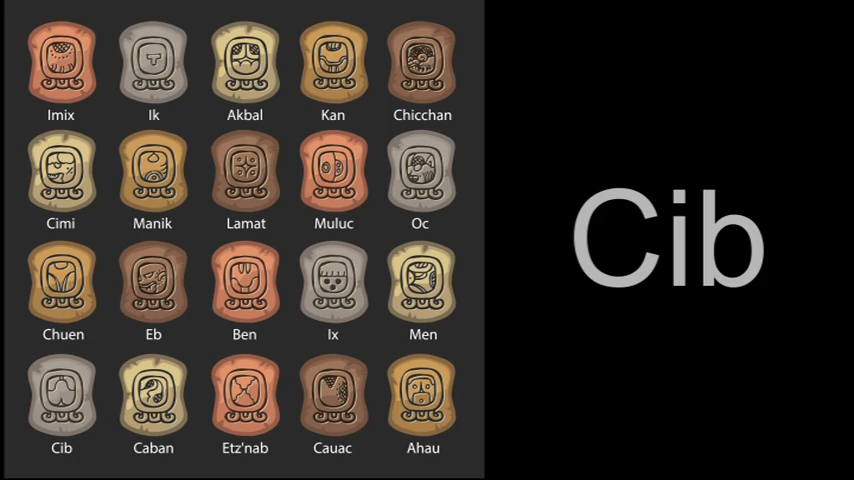 Imix Ik Akbal Kan Chicchan
Cimi Manik Lamat Muluc Oc
Chuen Eb Ben Ix Men
Cib Caban Etz'nab Cauac Ahau
Cib